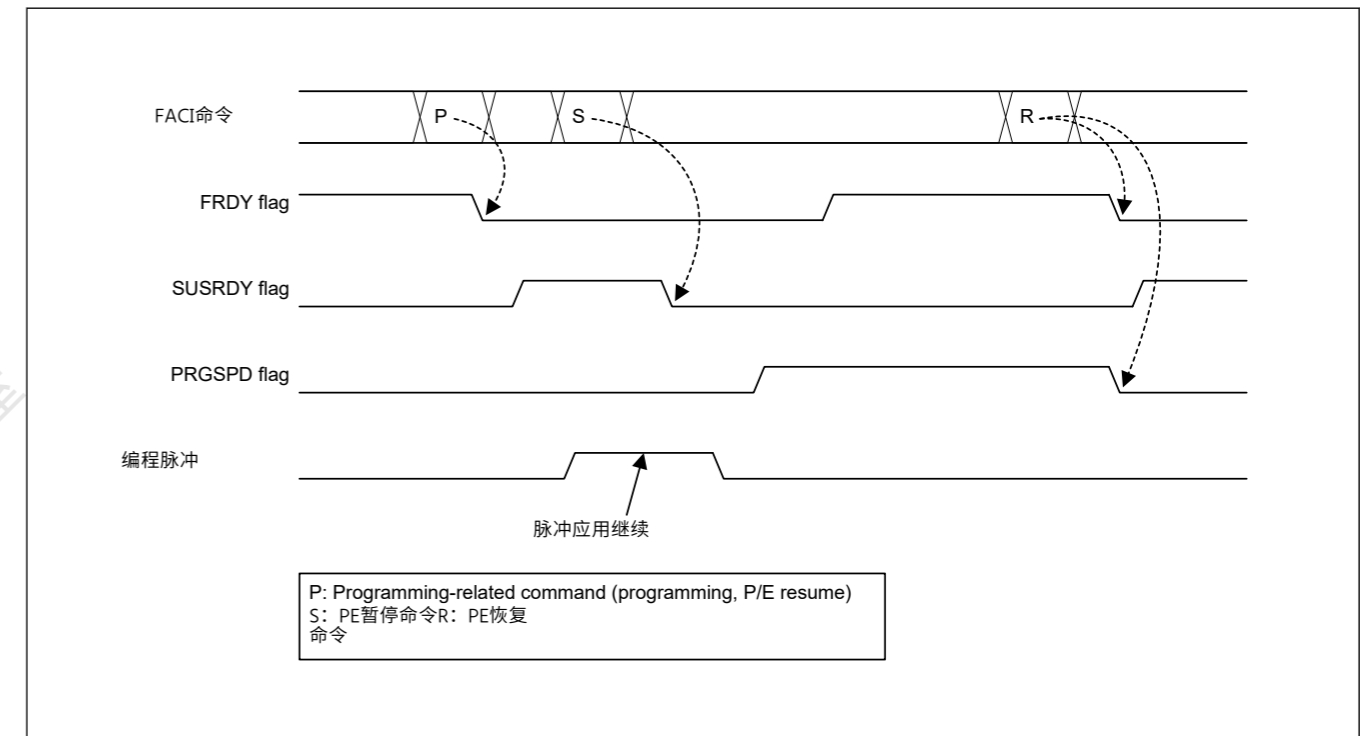 FACI命令
P
S
R
FRDY flag
SUSRDY flag
PRGSPD flag
编程脉冲
脉冲应用继续
P: Programming-related command (programming, P/E resume)
S：PE暂停命令R：PE恢复
命令